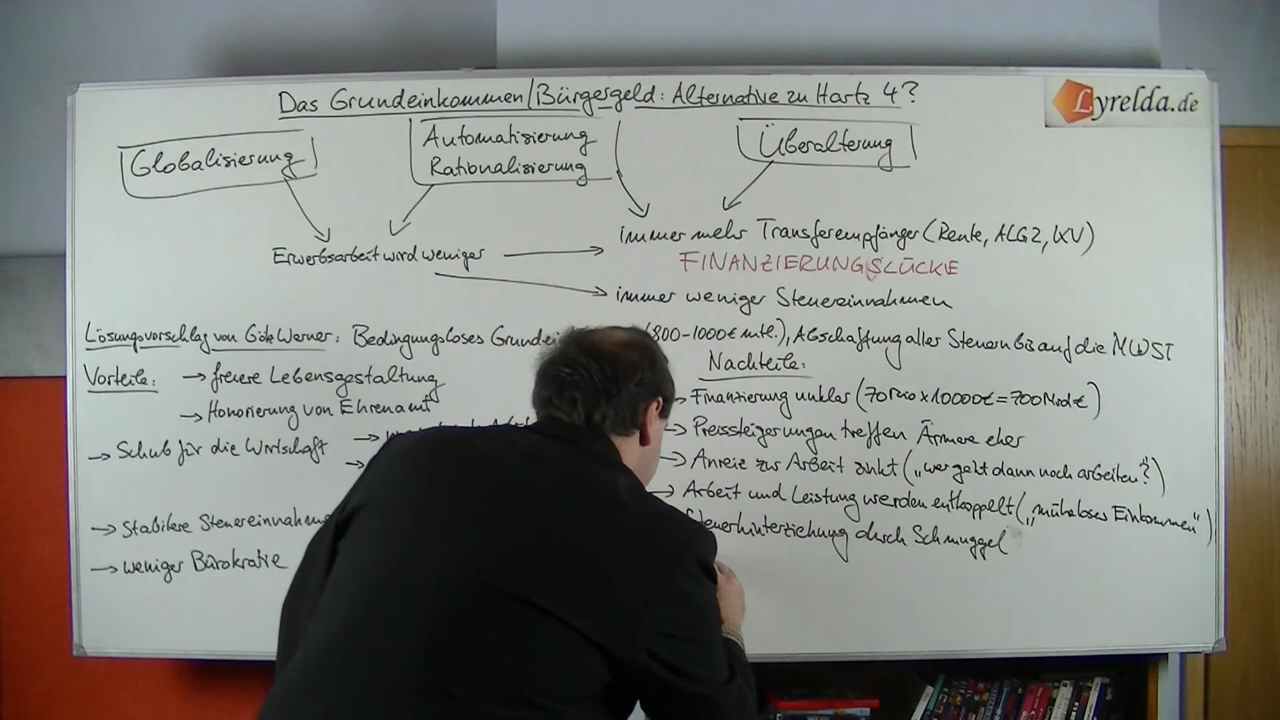 Das Grundeinkommen/Bürgergeld: Alternative zu Hartz 4?
Lyrelda.de
Globalisierung
Automatisierung
Rationalisierung
Überalterung
Erwerbsarbeit wird weniger
immer mehr Transferempfänger (Rente, ALG2, KV)
FINANZIERUNGSLÜCKE
immer weniger Steuereinnahmen
Lösungsvorschlag von Götz Werner: Bedingungsloses Grundei (800-1000€ mtl.), Abschaffung aller Steuern bis auf die MWST
Vorteile:
→ freiere Lebensgestaltung
→ Honorierung von Ehrenamt
→ Schub für die Wirtschaft →
→
→ Stabilere Steuereinnahm
→ weniger Bürokratie
Nachteile:
→ Finanzierung unklar (70 Mio x 10000€ = 700 Mrd €)
→ Preissteigerungen treffen Ärmere eher
→ Anreiz zur Arbeit sinkt („wer geht dann noch arbeiten?“)
→ Arbeit und Leistung werden entkoppelt („müheloses Einkommen“)
Steuerhinterziehung durch Schmuggel